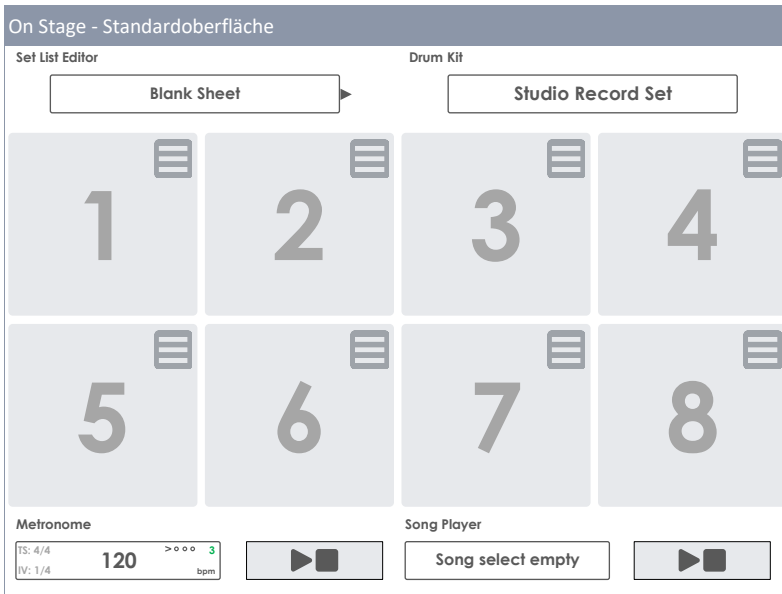 On Stage - Standardoberfläche
Set List Editor
Drum Kit
Blank Sheet
Studio Record Set
1
2
3
4
5
6
7
8
Metronome
Song Player
TS: 4/4
120
>ooo 3
IV: 1/4
bpm
Song select empty